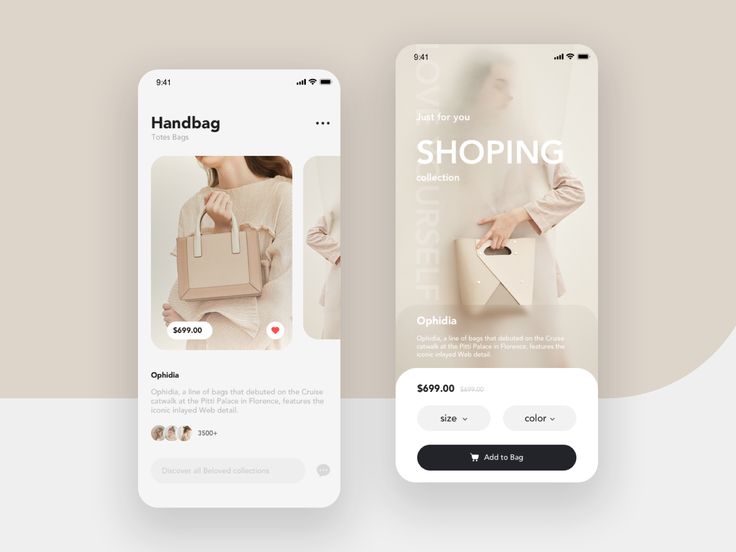 9:41
Handbag
Totes Bags
$699.00
Ophidia
Ophidia, a line of bags that debuted on the Cruise
catwalk at the Pitti Palace in Florence, features the
iconic inlayed Web detail.
3500+
Discover all Beloved collections
9:41
LOVE YOURSELF
Just for you
SHOPING
collection
Ophidia
Ophidia, a line of bags that debuted on the Cruise
catwalk at the Pitti Palace in Florence, features the
iconic inlayed Web detail.
$699.00 $699.00
size
color
Add to Bag